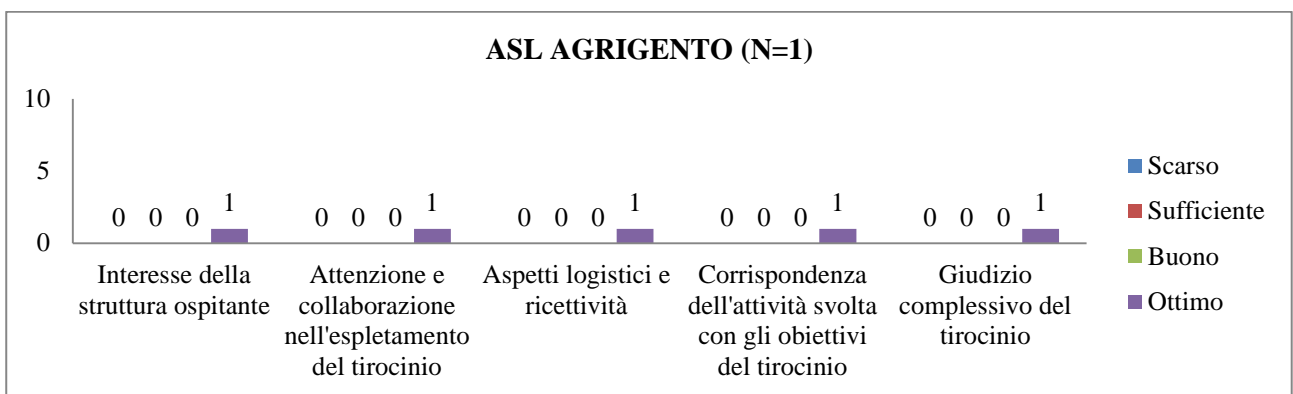 ASL AGRIGENTO (N=1)
10
5
0
0 0 0 1
0 0 0 1
0 0 0 1
0 0 0 1
0 0 0 1
Interesse della
struttura ospitante
Attenzione e
collaborazione
nell'espletamento
del tirocinio
Aspetti logistici e
ricettività
Corrispondenza
dell'attività svolta
con gli obiettivi
del tirocinio
Giudizio
complessivo del
tirocinio
Scarso
Sufficiente
Buono
Ottimo